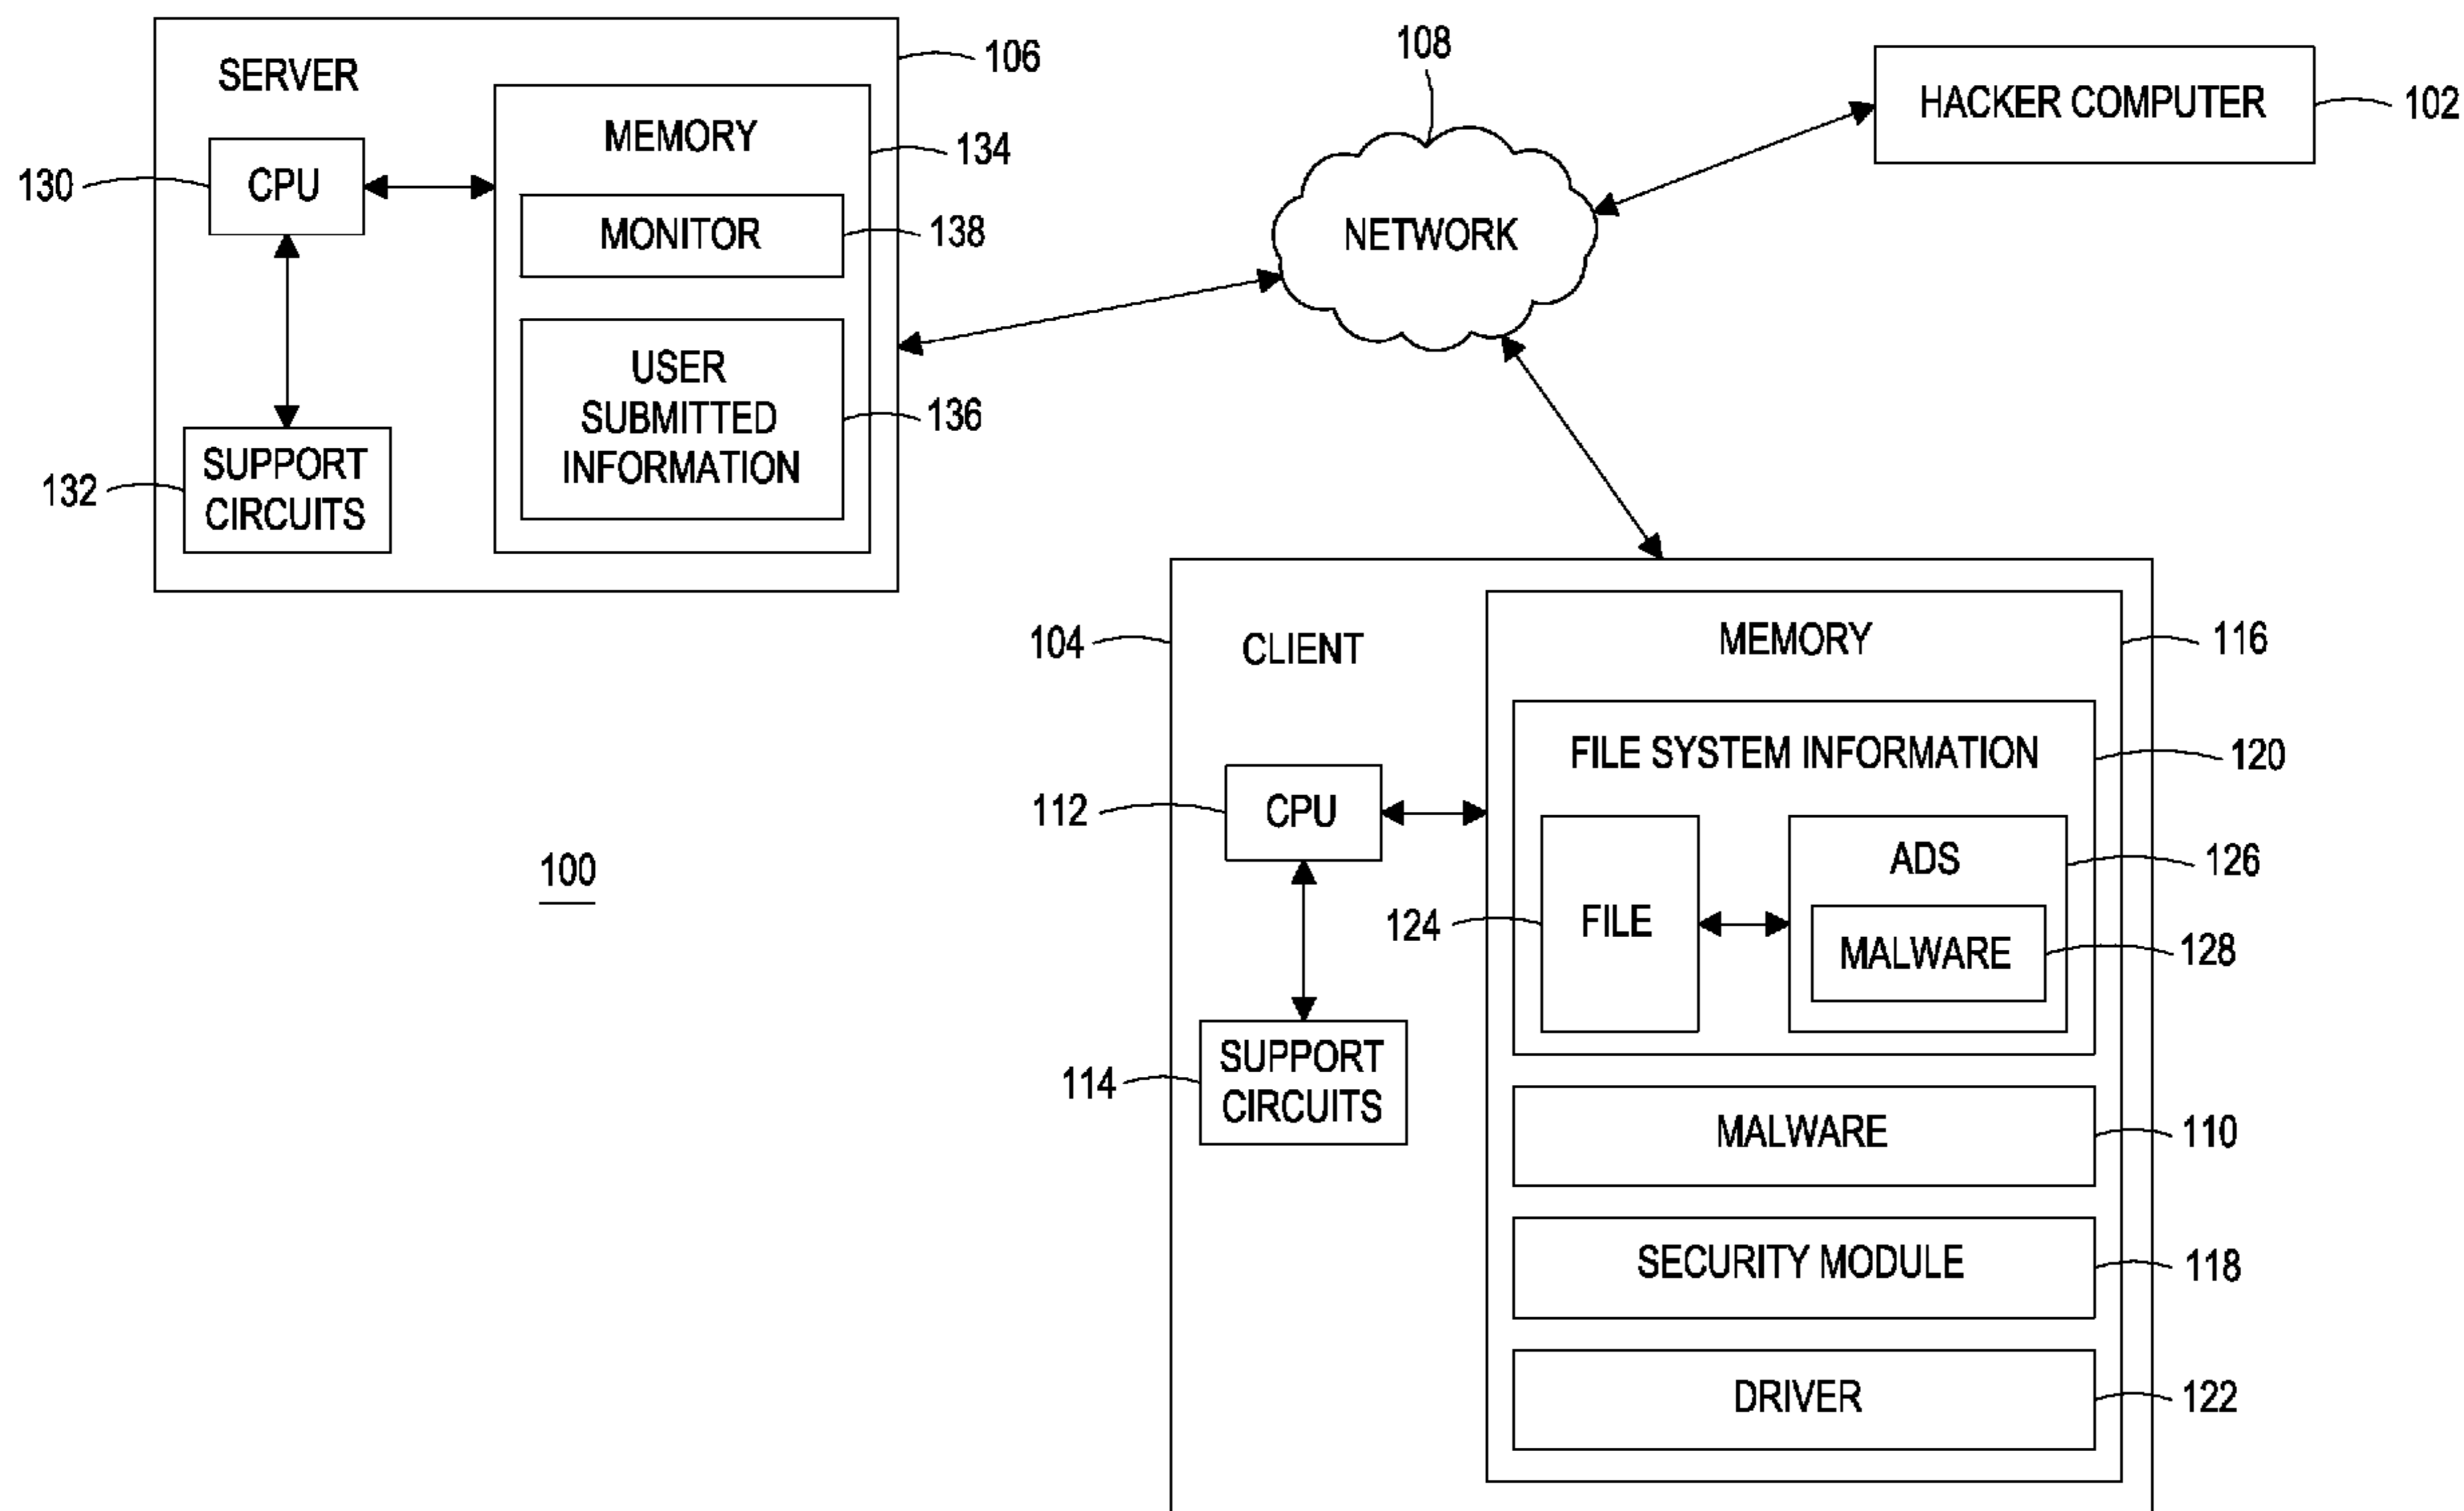 SERVER
106
CPU
130
SUPPORT
CIRCUITS
132
MEMORY
134
MONITOR
138
USER
SUBMITTED
INFORMATION
136
108
NETWORK
HACKER COMPUTER
102
100
104
CLIENT
CPU
112
SUPPORT
CIRCUITS
114
MEMORY
116
FILE SYSTEM INFORMATION
120
FILE
124
ADS
126
MALWARE
128
MALWARE
110
SECURITY MODULE
118
DRIVER
122